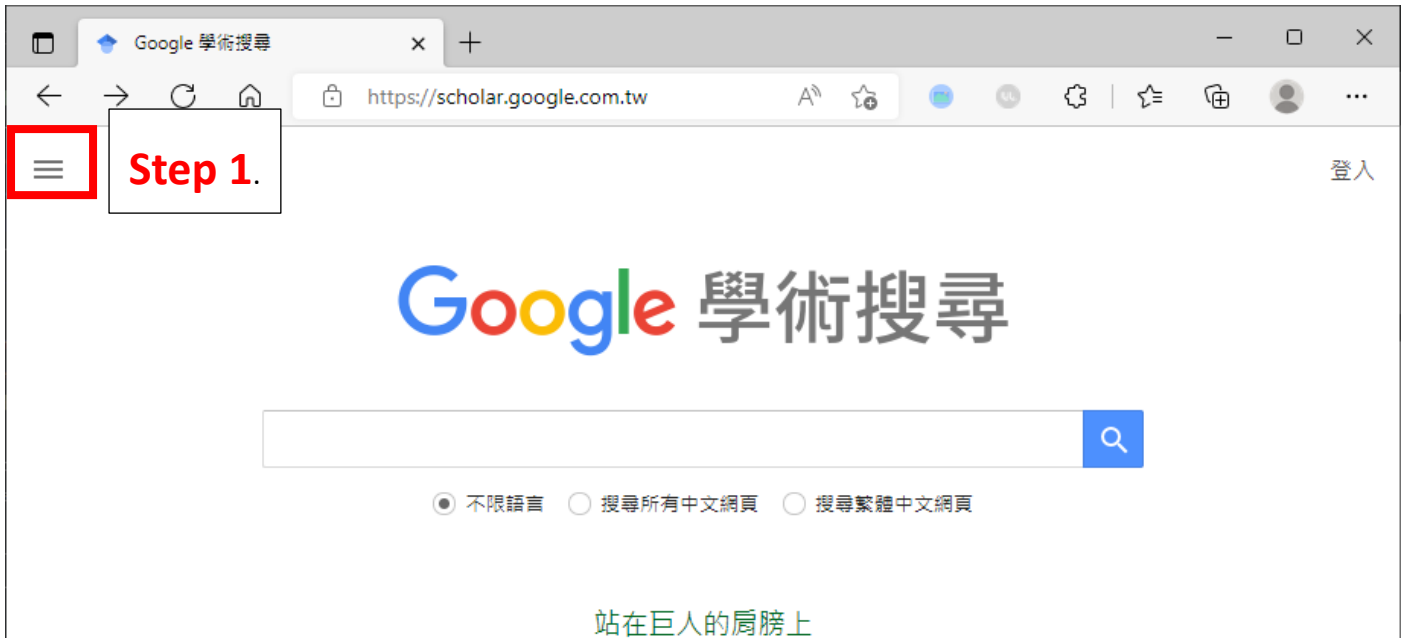 Google 學術搜尋
https://scholar.google.com.tw
Step 1.
登入
Google 學術搜尋
不限語言 搜尋所有中文網頁 搜尋繁體中文網頁
站在巨人的肩膀上